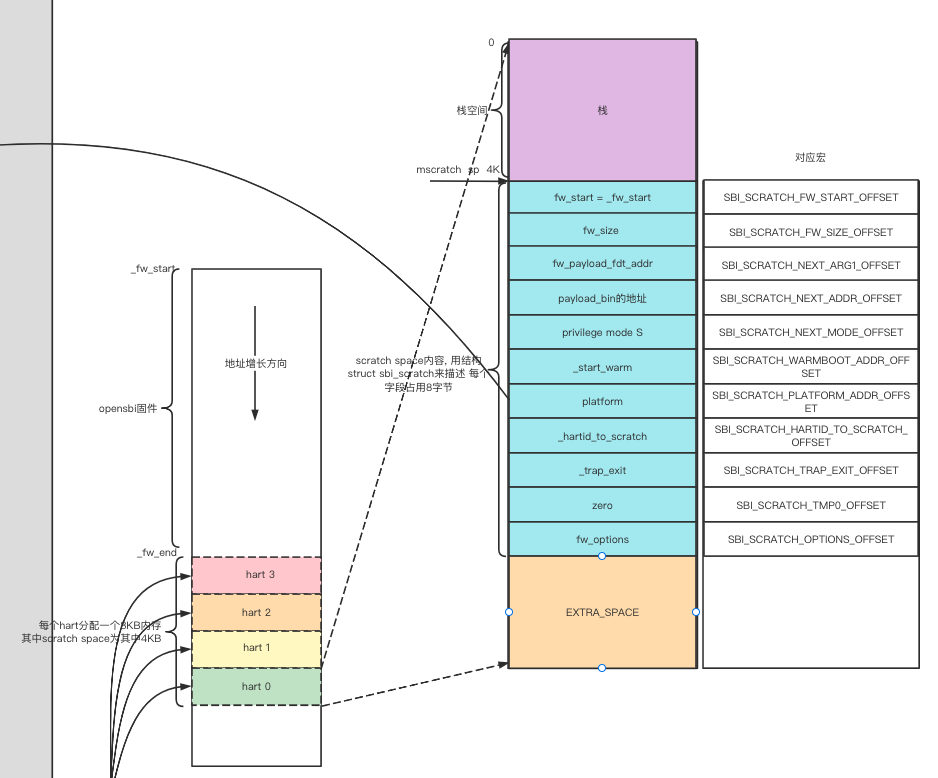 0
栈空间
栈
mscratch sp 4K
对应宏
fw_start = _fw_start
SBI_SCRATCH_FW_START_OFFSET
fw_size
SBI_SCRATCH_FW_SIZE_OFFSET
fw_payload_fdt_addr
SBI_SCRATCH_NEXT_ARG1_OFFSET
payload_bin的地址
SBI_SCRATCH_NEXT_ADDR_OFFSET
privilege mode S
SBI_SCRATCH_NEXT_MODE_OFFSET
_start_warm
SBI_SCRATCH_WARMBOOT_ADDR_OFF
SET
platform
SBI_SCRATCH_PLATFORM_ADDR_OFFS
ET
_hartid_to_scratch
SBI_SCRATCH_HARTID_TO_SCRATCH_
OFFSET
_trap_exit
SBI_SCRATCH_TRAP_EXIT_OFFSET
zero
SBI_SCRATCH_TMP0_OFFSET
fw_options
SBI_SCRATCH_OPTIONS_OFFSET
EXTRA_SPACE
scratch space内容, 用结构
struct sbi_scratch来描述 每个
字段占用8字节
_fw_start
地址增长方向
opensbi固件
_fw_end
hart 3
hart 2
hart 1
hart 0
每个hart分配一个8KB内存
其中scratch space为其中4KB